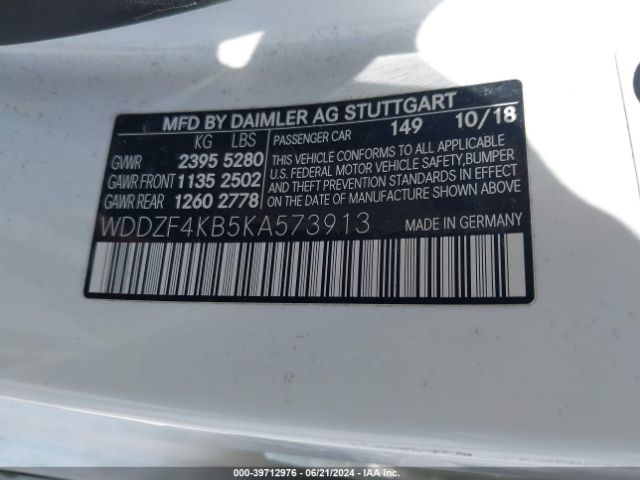 MFD BY DAIMLER AG STUTTGART
KG LBS PASSENGER CAR 149 10/18
GVWR 2395 5280 THIS VEHICLE CONFORMS TO ALL APPLICABLE
U.S. FEDERAL MOTOR VEHICLE SAFETY, BUMPER
GAWR FRONT 1135 2502 AND THEFT PREVENTION STANDARDS IN EFFECT
GAWR REAR 1260 2778 ON THE DATE OF MANUFACTURE SHOWN ABOVE.
WDDZF4KB5KA573913 MADE IN GERMANY
000-39712976 | 06/21/2024 | IAA Inc.